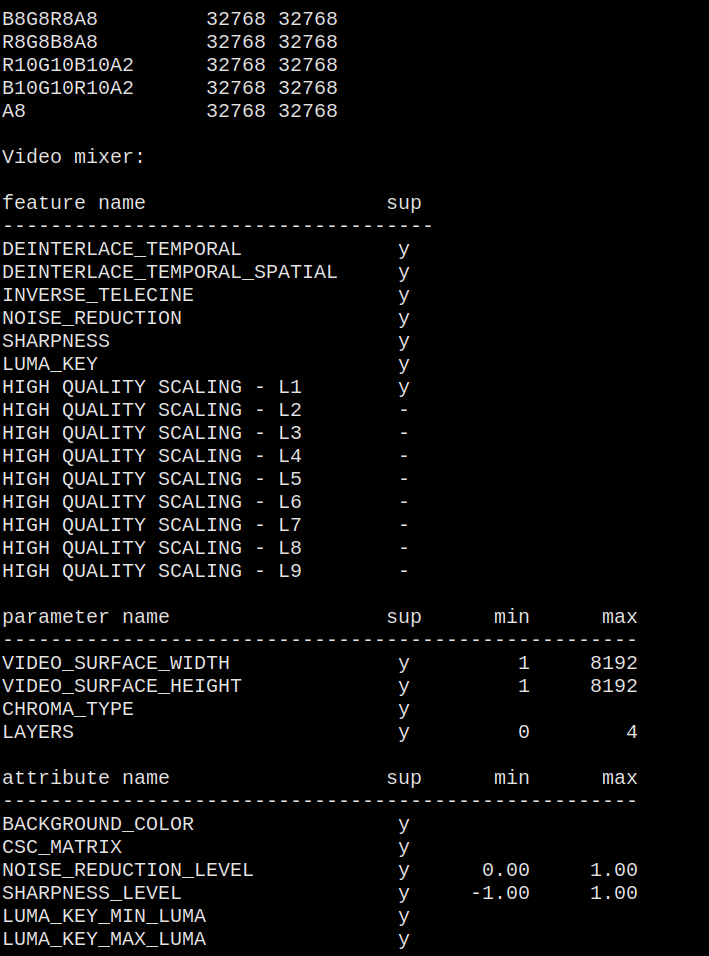 B8G8R8A8         32768 32768
R8G8B8A8         32768 32768
R10G10B10A2      32768 32768
B10G10R10A2      32768 32768
A8               32768 32768

Video mixer:

feature name                    sup
------------------------------------
DEINTERLACE_TEMPORAL             y
DEINTERLACE_TEMPORAL_SPATIAL     y
INVERSE_TELECINE                 y
NOISE_REDUCTION                  y
SHARPNESS                        y
LUMA_KEY                         y
HIGH QUALITY SCALING - L1        y
HIGH QUALITY SCALING - L2        -
HIGH QUALITY SCALING - L3        -
HIGH QUALITY SCALING - L4        -
HIGH QUALITY SCALING - L5        -
HIGH QUALITY SCALING - L6        -
HIGH QUALITY SCALING - L7        -
HIGH QUALITY SCALING - L8        -
HIGH QUALITY SCALING - L9        -

parameter name                  sup      min      max
-----------------------------------------------------
VIDEO_SURFACE_WIDTH              y         1     8192
VIDEO_SURFACE_HEIGHT             y         1     8192
CHROMA_TYPE                      y
LAYERS                           y         0        4

attribute name                  sup      min      max
-----------------------------------------------------
BACKGROUND_COLOR                 y
CSC_MATRIX                       y
NOISE_REDUCTION_LEVEL            y      0.00     1.00
SHARPNESS_LEVEL                  y     -1.00     1.00
LUMA_KEY_MIN_LUMA                y
LUMA_KEY_MAX_LUMA                y